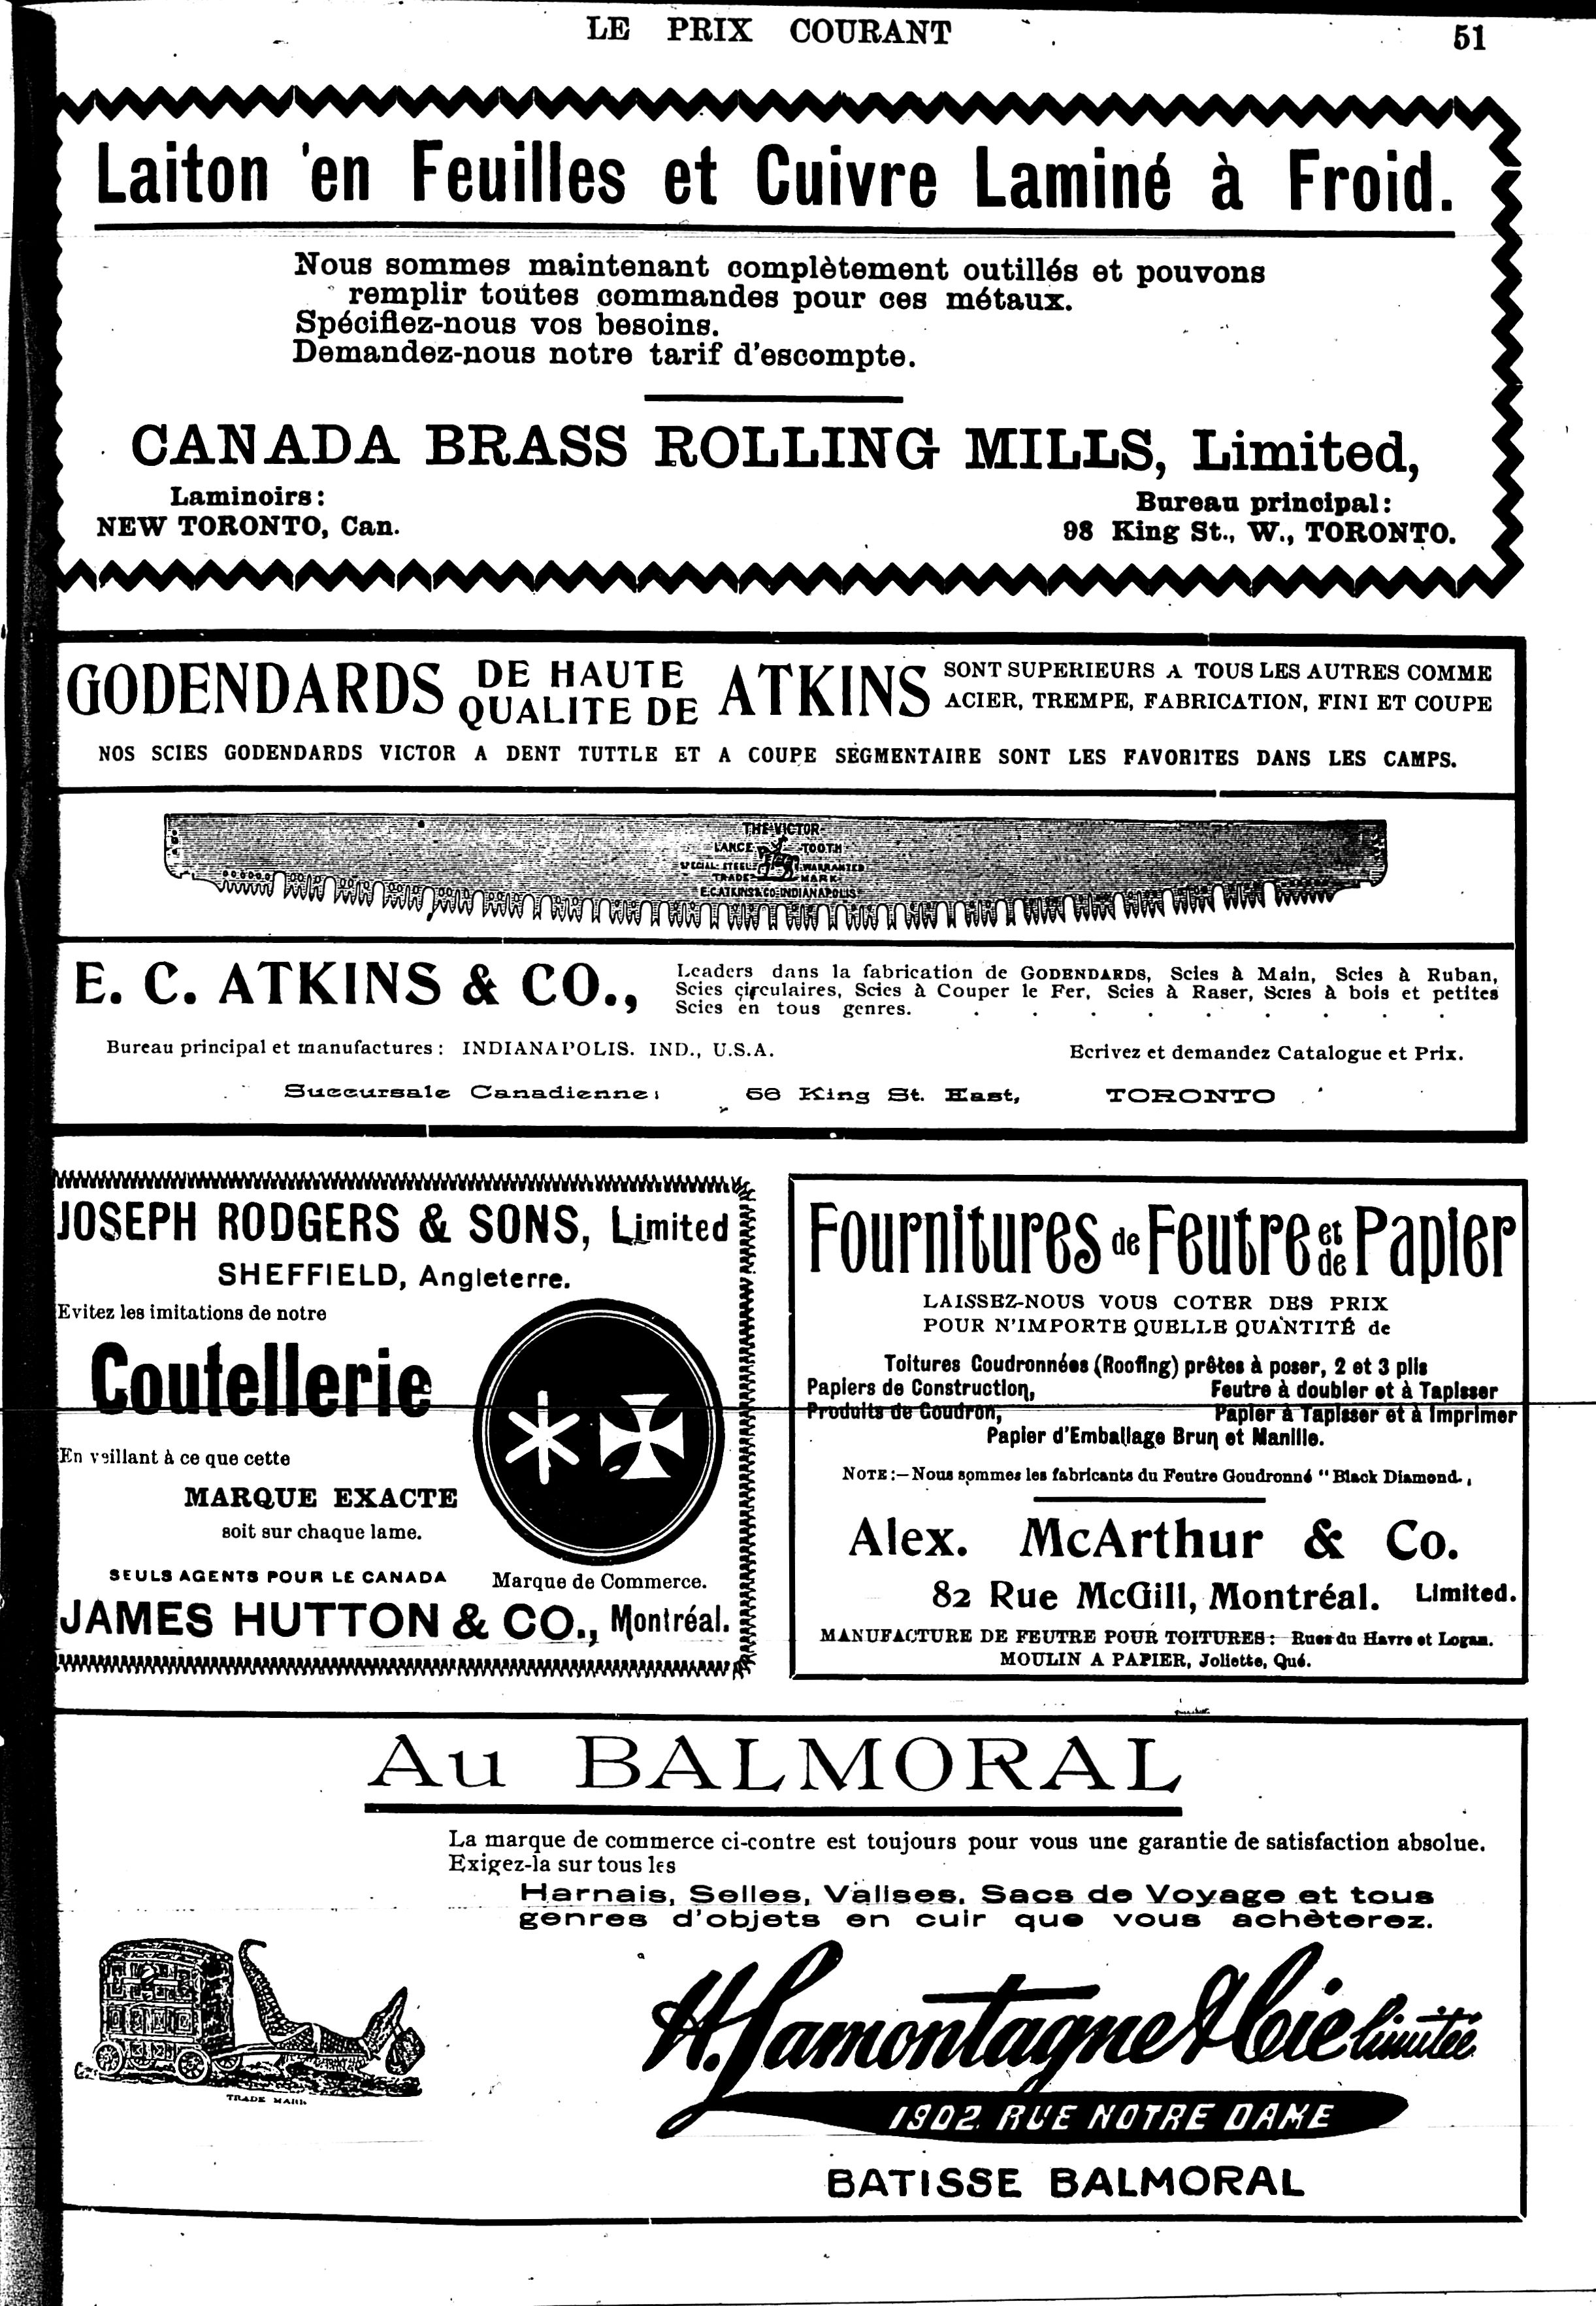 LE PRIX COURANT
51
Laiton en Feuilles et Cuivre Laminé à Froid.
Nous sommes maintenant complètement outillés et pouvons
remplir toutes commandes pour ces métaux.
Spécifiez-nous vos besoins.
Demandez-nous notre tarif d'escompte.
CANADA BRASS ROLLING MILLS, Limited,
Laminoirs:
NEW TORONTO, Can.
Bureau principal:
98 King St., W., TORONTO.
GODENDARDS DE HAUTE QUALITE DE ATKINS SONT SUPERIEURS A TOUS LES AUTRES COMME
ACIER, TREMPE, FABRICATION, FINI ET COUPE
NOS SCIES GODENDARDS VICTOR A DENT TUTTLE ET A COUPE SEGMENTAIRE SONT LES FAVORITES DANS LES CAMPS.
THE VICTOR
LANCE TOOTH
SPECIAL STEEL WARRANTED
TRADE MARK
E.C. ATKINS & CO. INDIANAPOLIS
E. C. ATKINS & CO.,
Leaders dans la fabrication de GODENDARDS, Scies à Main, Scies à Ruban,
Scies circulaires, Scies à Couper le Fer, Scies à Raser, Scies à bois et petites
Scies en tous genres.
Bureau principal et manufactures: INDIANAPOLIS. IND., U.S.A.
Ecrivez et demandez Catalogue et Prix.
Succursale Canadienne: 56 King St. East, TORONTO
JOSEPH RODGERS & SONS, Limited
SHEFFIELD, Angleterre.
Evitez les imitations de notre
Coutellerie
En veillant à ce que cette
MARQUE EXACTE
soit sur chaque lame.
SEULS AGENTS POUR LE CANADA
Marque de Commerce.
JAMES HUTTON & CO., Montréal.
Fournitures de Feutre et de Papier
LAISSEZ-NOUS VOUS COTER DES PRIX
POUR N'IMPORTE QUELLE QUANTITÉ de
Toitures Goudronnées (Roofing) prêtes à poser, 2 et 3 plis
Papiers de Construction, Feutre à doubler et à Tapisser
Produits de Goudron, Papier à Tapisser et à Imprimer
Papier d'Emballage Brun et Manille.
NOTE:—Nous sommes les fabricants du Feutre Goudronné "Black Diamond,
Alex. McArthur & Co.
82 Rue McGill, Montréal. Limited.
MANUFACTURE DE FEUTRE POUR TOITURES: Rues du Havre et Logan.
MOULIN A PAPIER, Joliette, Qué.
Au BALMORAL
La marque de commerce ci-contre est toujours pour vous une garantie de satisfaction absolue.
Exigez-la sur tous les
Harnais, Selles, Valises, Sacs de Voyage et tous
genres d'objets en cuir que vous achèterez.
TRADE MARK
H. Lamontagne & Cie limitée
1902 RUE NOTRE DAME
BATISSE BALMORAL